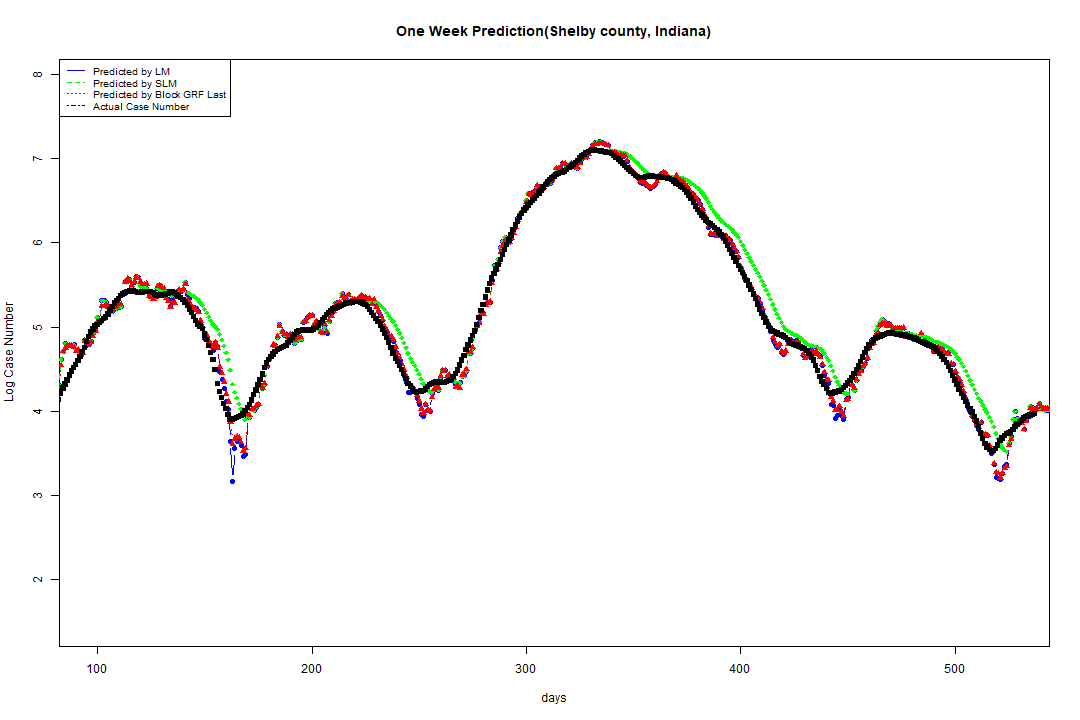 One Week Prediction(Shelby county, Indiana)
Predicted by LM
Predicted by SLM
Predicted by Block GRF Last
Actual Case Number
8
7
6
5
4
3
2
Log Case Number
100 200 300 400 500
days